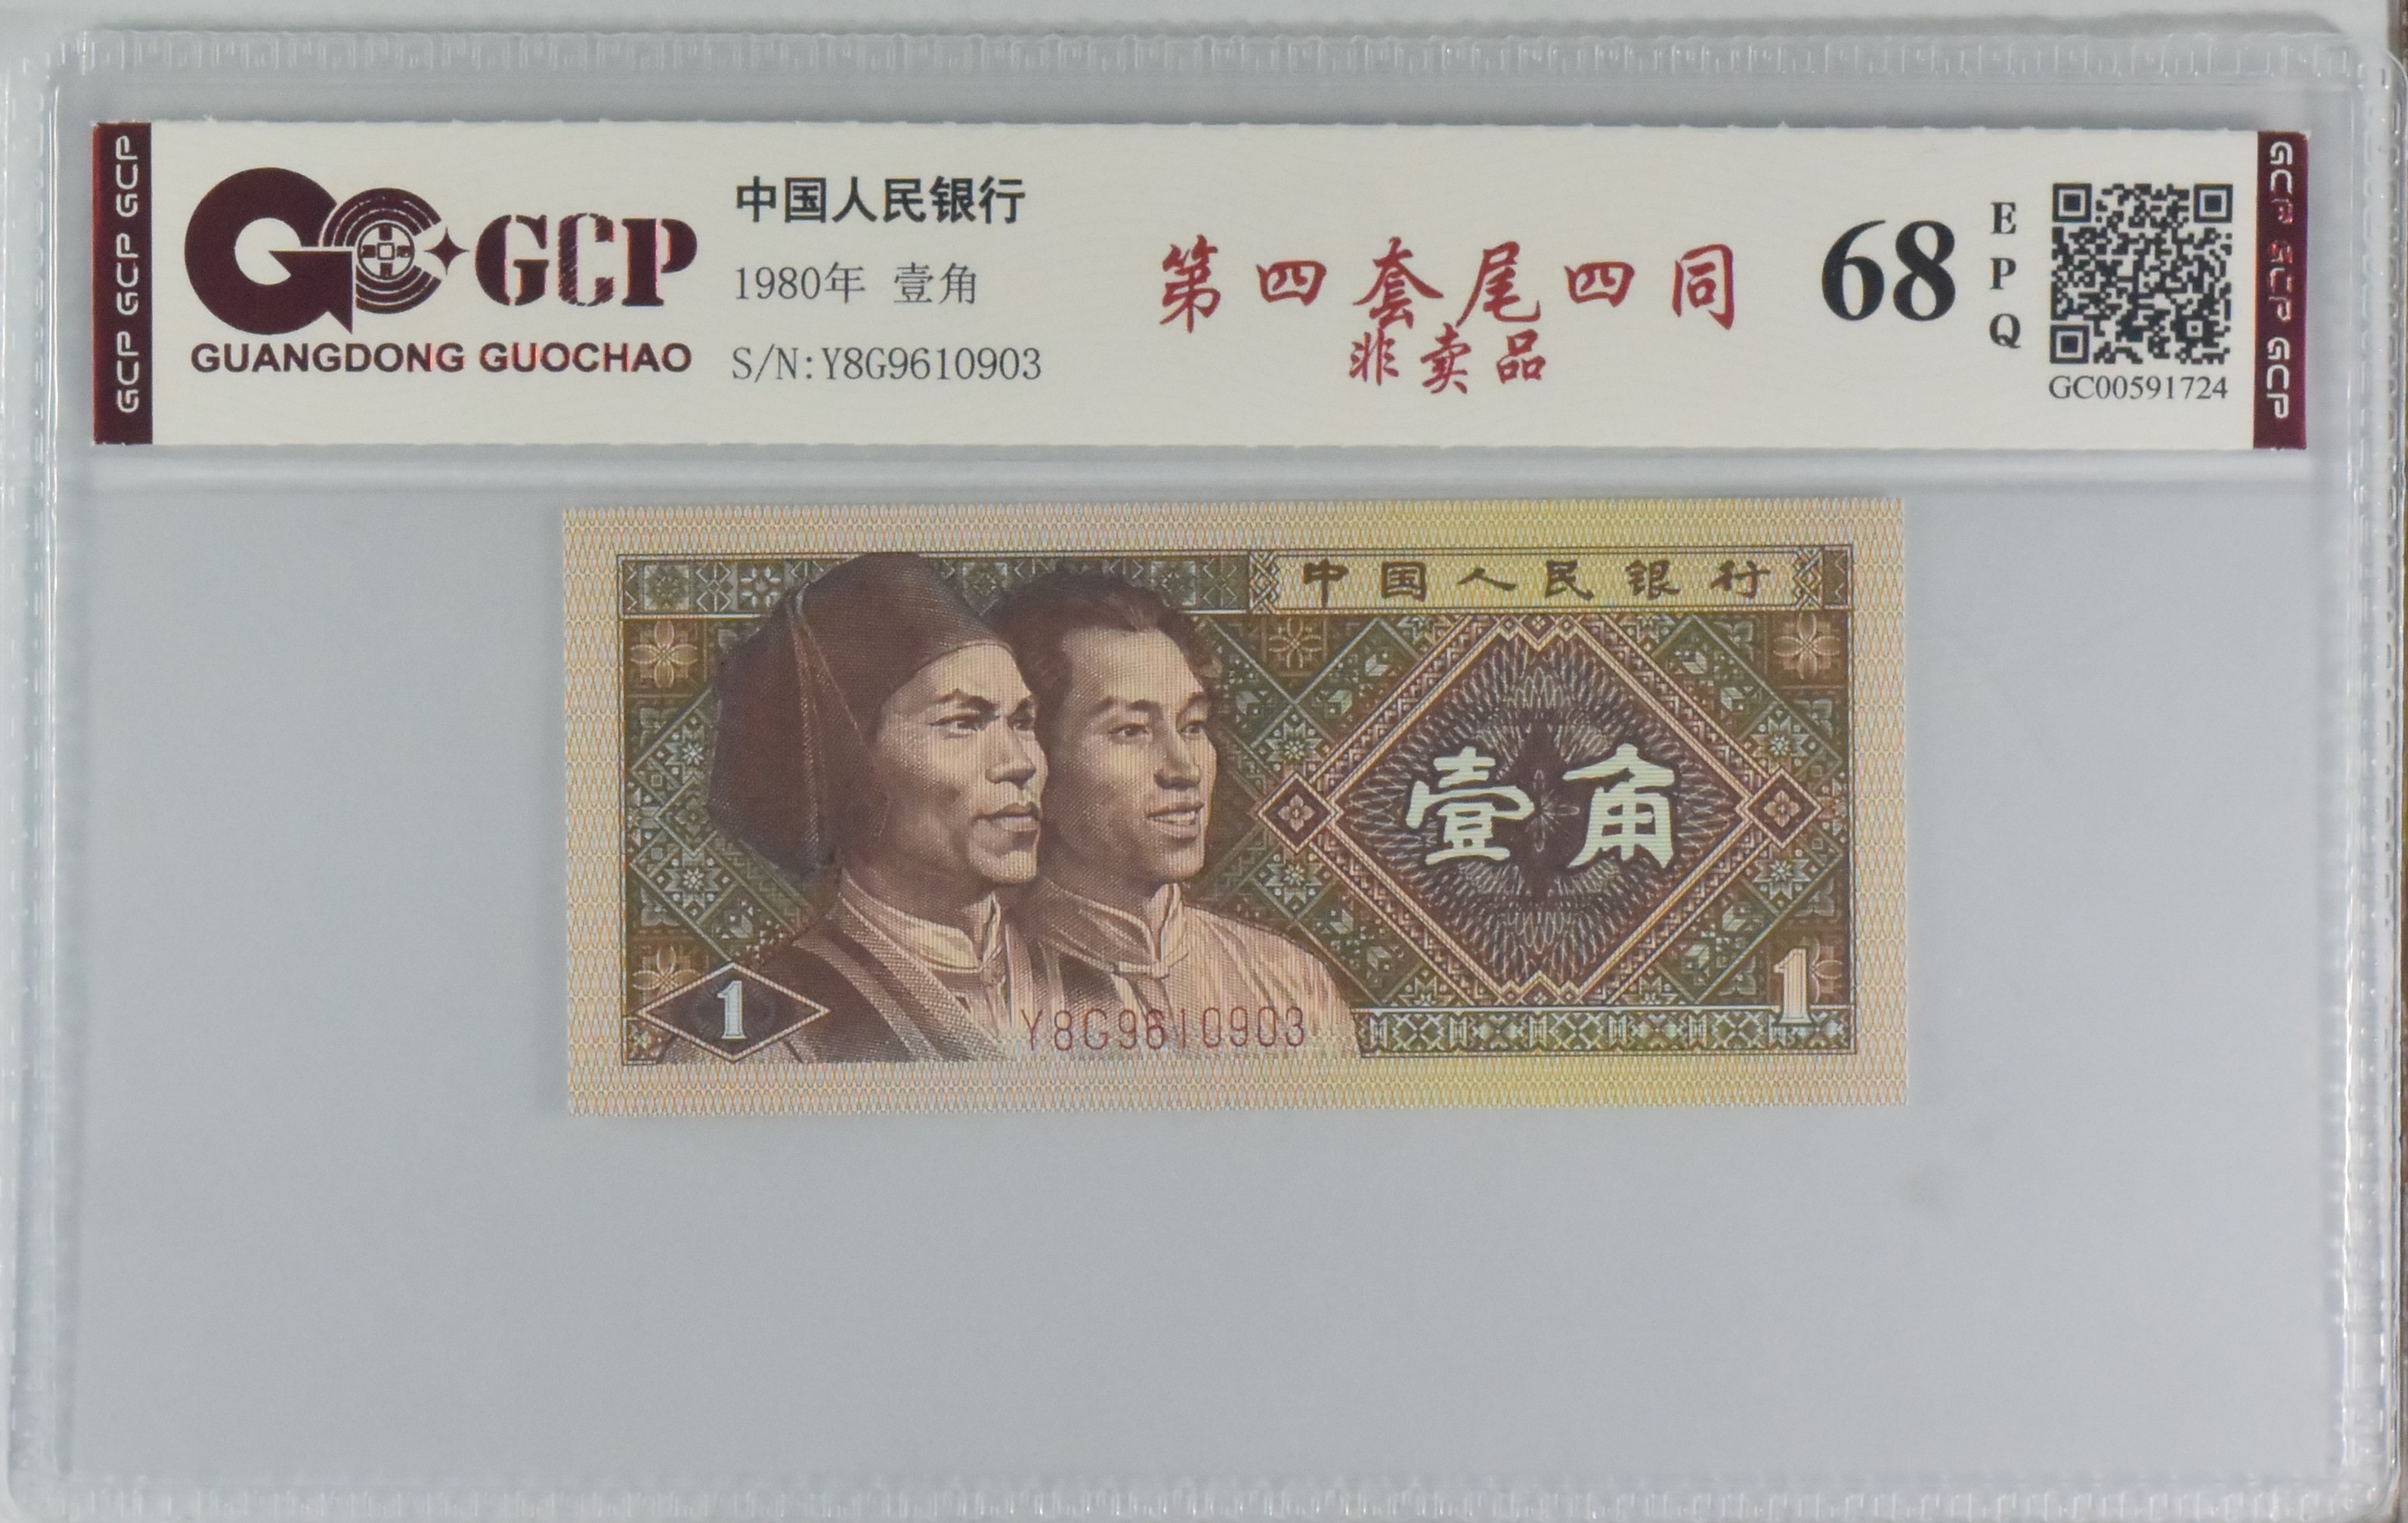 GCP GCP GCP
GCP
GUANGDONG GUOCHAO
中国人民银行
1980年 壹角
S/N:Y8G9610903
第四套尾四同
非卖品
68
EPQ
GC00591724
GCP GCP GCP GCP
中国人民银行
壹角
1
Y8G9610903
1